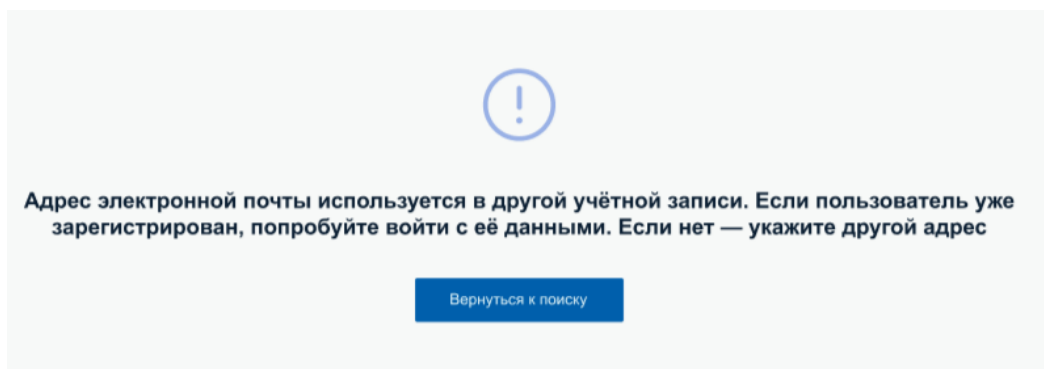 Адрес электронной почты используется в другой учётной записи. Если пользователь уже
зарегистрирован, попробуйте войти с её данными. Если нет — укажите другой адрес
Вернуться к поиску